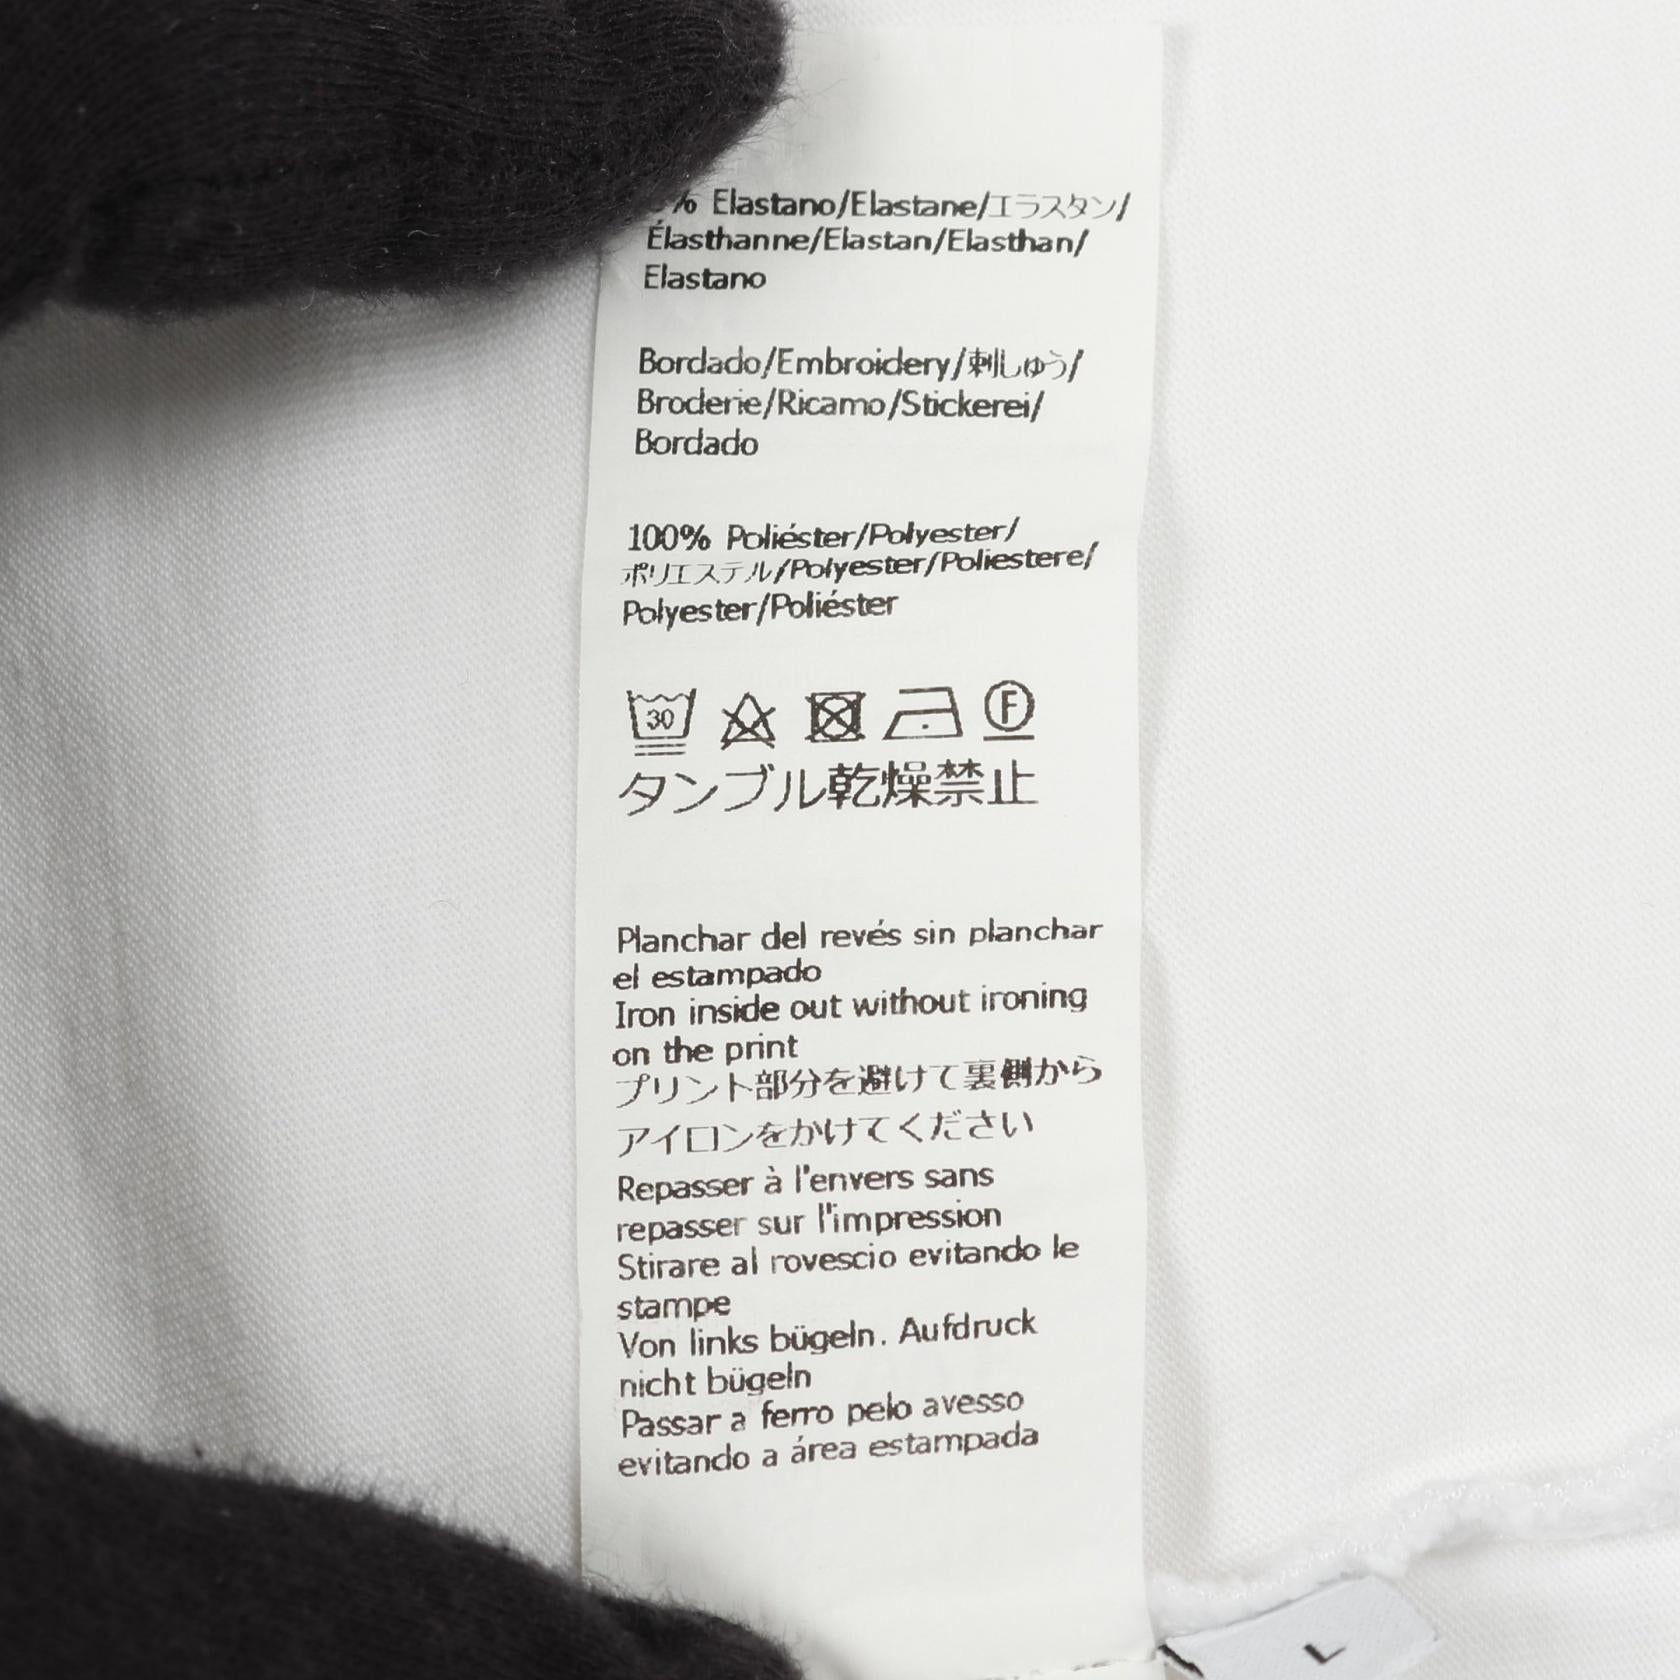 % Elastano/Elastane/エラスタン/
Élasthanne/Elastan/Elasthan/
Elastano
Bordado/Embroidery/刺しゅう/
Broderie/Ricamo/Stickerei/
Bordado
100% Poliéster/Polyester/
ポリエステル/Polyester/Poliestere/
Polyester/Poliéster
30 F
タンブル乾燥禁止
Planchar del revés sin planchar
el estampado
Iron inside out without ironing
on the print
プリント部分を避けて裏側から
アイロンをかけてください
Repasser à l'envers sans
repasser sur l'impression
Stirare al rovescio evitando le
stampe
Von links bügeln. Aufdruck
nicht bügeln
Passar a ferro pelo avesso
evitando a área estampada
L